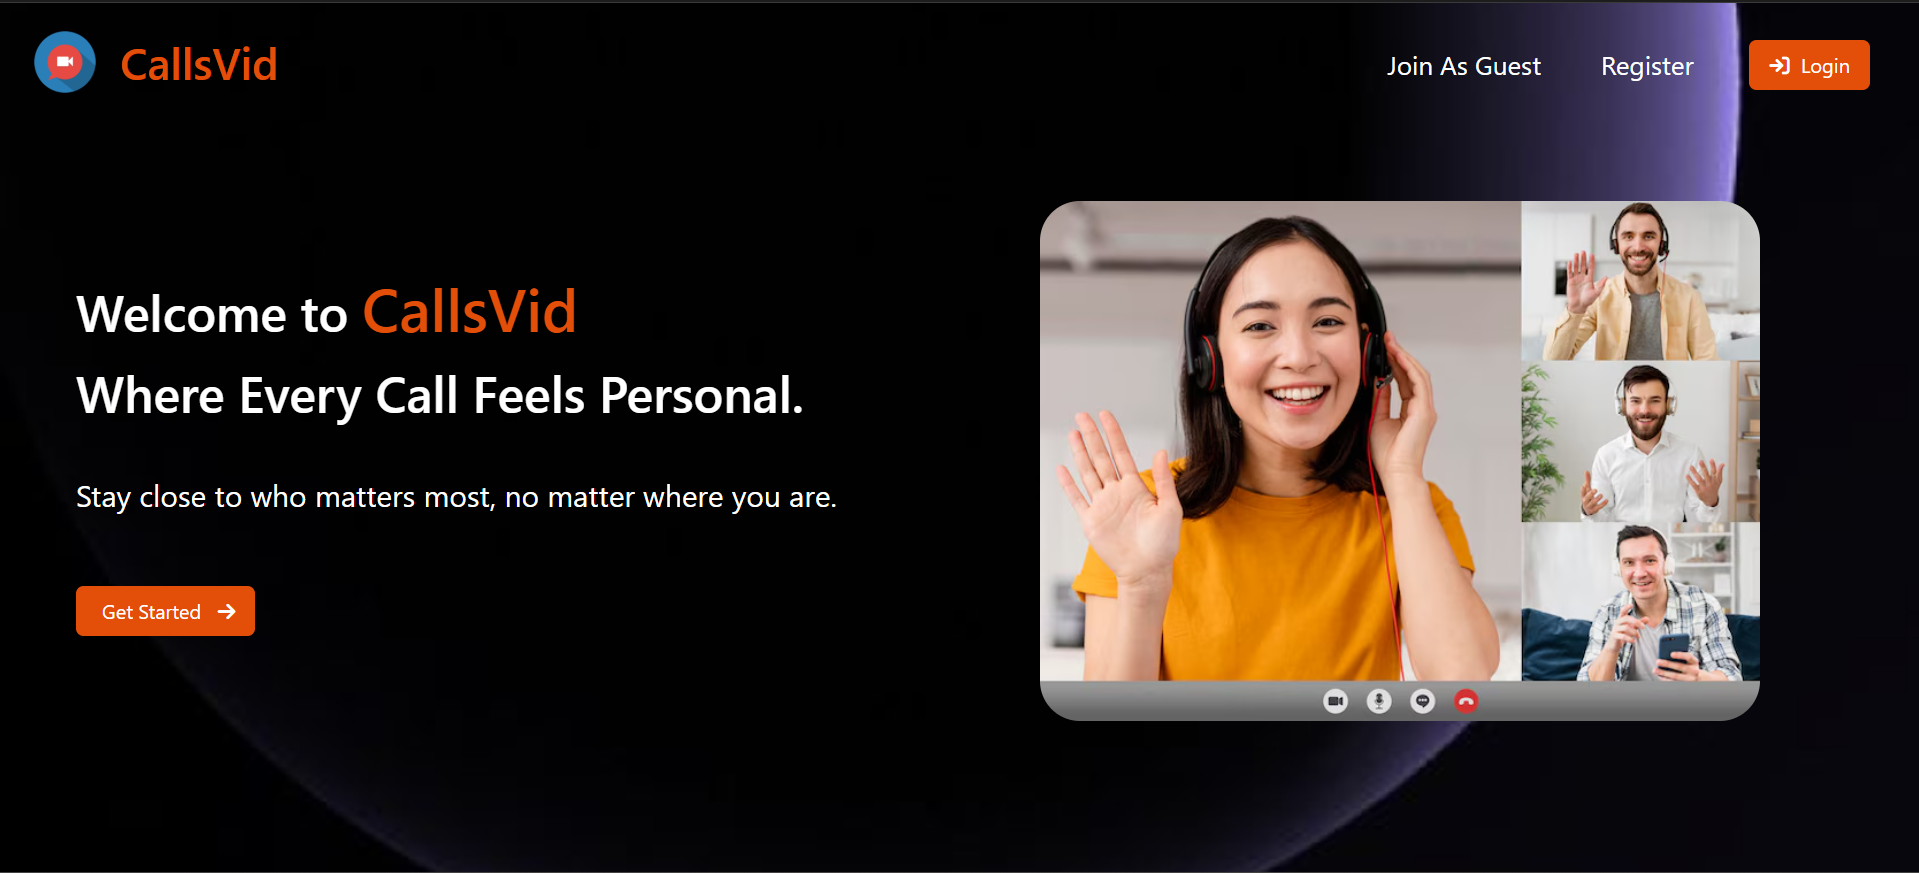 CallsVid
Join As Guest
Register
Login
Welcome to CallsVid
Where Every Call Feels Personal.
Stay close to who matters most, no matter where you are.
Get Started